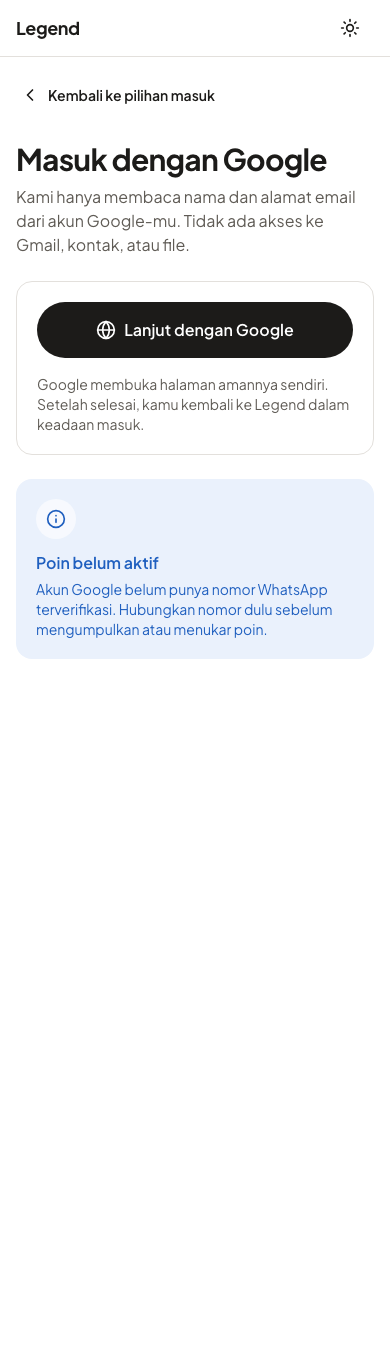 Legend
Kembali ke pilihan masuk
Masuk dengan Google
Kami hanya membaca nama dan alamat email
dari akun Google-mu. Tidak ada akses ke
Gmail, kontak, atau file.
Lanjut dengan Google
Google membuka halaman amannya sendiri.
Setelah selesai, kamu kembali ke Legend dalam
keadaan masuk.
Poin belum aktif
Akun Google belum punya nomor WhatsApp
terverifikasi. Hubungkan nomor dulu sebelum
mengumpulkan atau menukar poin.